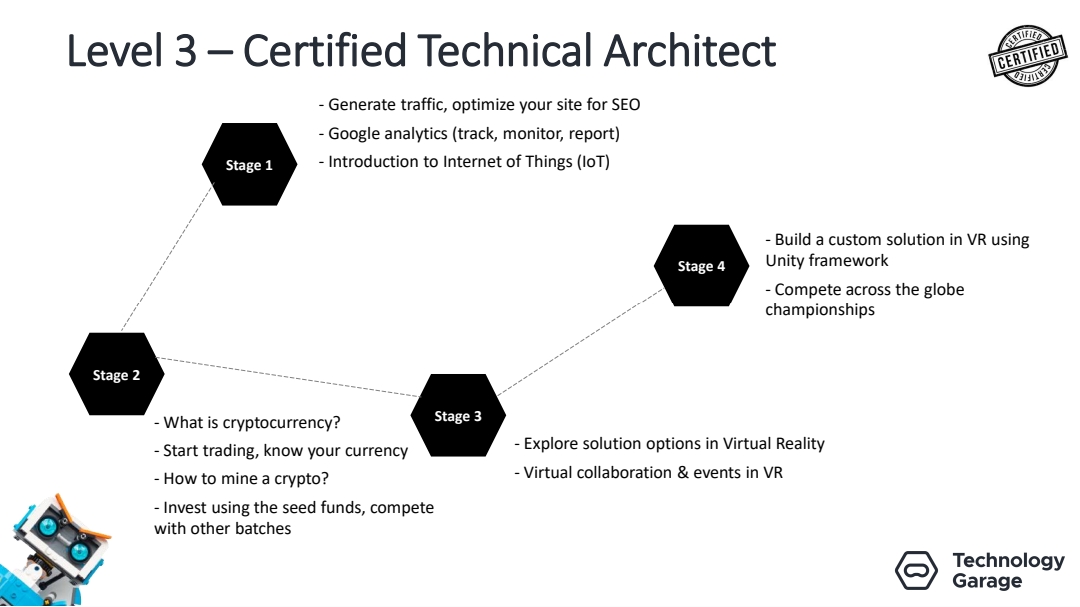 Level 3 – Certified Technical Architect
CERTIFIED
CERTIFIED
CERTIFIED
- Generate traffic, optimize your site for SEO
- Google analytics (track, monitor, report)
- Introduction to Internet of Things (IoT)
Stage 1
Stage 4
- Build a custom solution in VR using
Unity framework
- Compete across the globe
championships
Stage 2
- What is cryptocurrency?
- Start trading, know your currency
- How to mine a crypto?
- Invest using the seed funds, compete
with other batches
Stage 3
- Explore solution options in Virtual Reality
- Virtual collaboration & events in VR
Technology
Garage